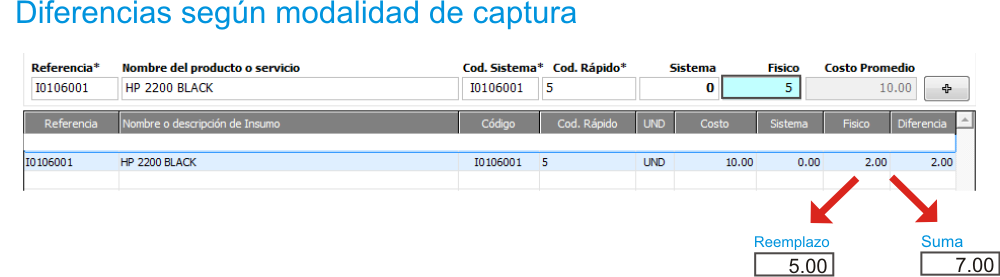 Diferencias según modalidad de captura
Referencia* Nombre del producto o servicio Cod. Sistema* Cod. Rápido* Sistema Fisico Costo Promedio
I0106001 HP 2200 BLACK I0106001 5 0 5 10.00
Referencia Nombre o descripción de Insumo Código Cod. Rápido UND Costo Sistema Fisico Diferencia
I0106001 HP 2200 BLACK I0106001 5 UND 10.00 0.00 2.00 2.00
Reemplazo Suma
5.00 7.00